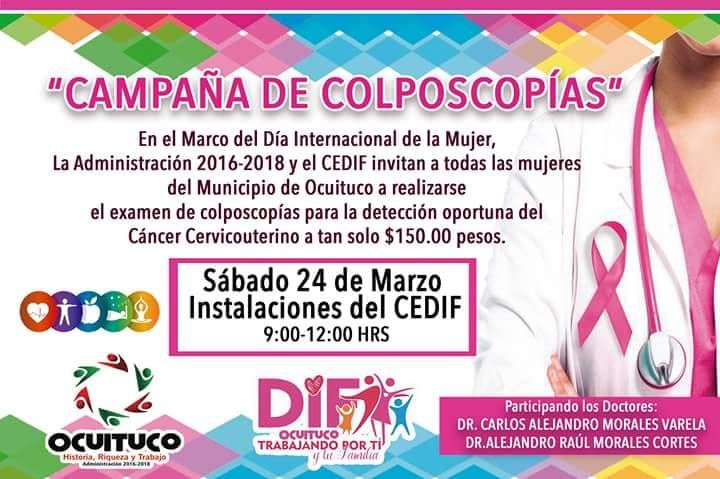 "CAMPAÑA DE COLPOSCOPÍAS"
En el Marco del Día Internacional de la Mujer,
La Administración 2016-2018 y el CEDIF invitan a todas las mujeres
del Municipio de Ocuituco a realizarse
el examen de colposcopías para la detección oportuna del
Cáncer Cervicouterino a tan solo $150.00 pesos.
Sábado 24 de Marzo
Instalaciones del CEDIF
9:00-12:00 HRS
OCUITUCO
Historia, Riqueza y Trabajo
Administración 2016-2018
DIF
OCUITUCO
TRABAJANDO POR TI
y tu Familia
Participando los Doctores:
DR. CARLOS ALEJANDRO MORALES VARELA
DR.ALEJANDRO RAÚL MORALES CORTES